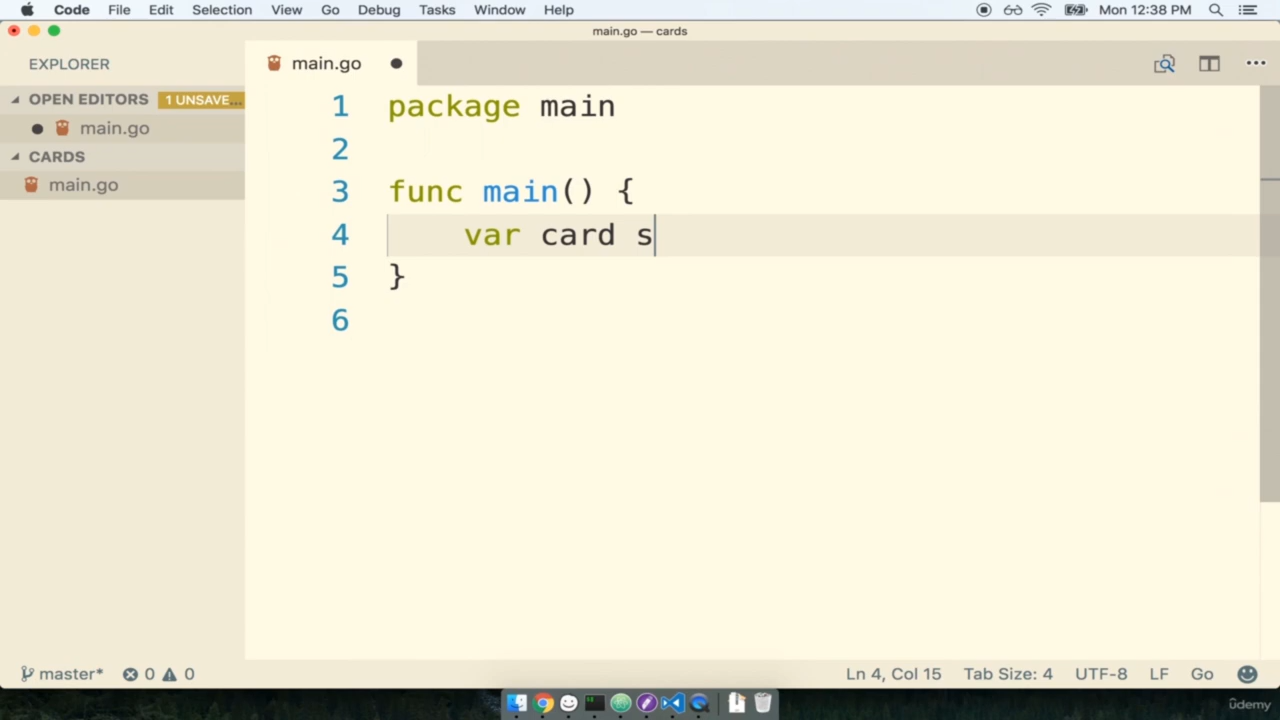 Code File Edit Selection View Go Debug Tasks Window Help Mon 12:38 PM
main.go — cards
EXPLORER
main.go
OPEN EDITORS 1 UNSAVE...
main.go
CARDS
main.go
1 package main
2
3 func main() {
4 var card s
5 }
6
master* 0 0 Ln 4, Col 15 Tab Size: 4 UTF-8 LF Go
ûdemy